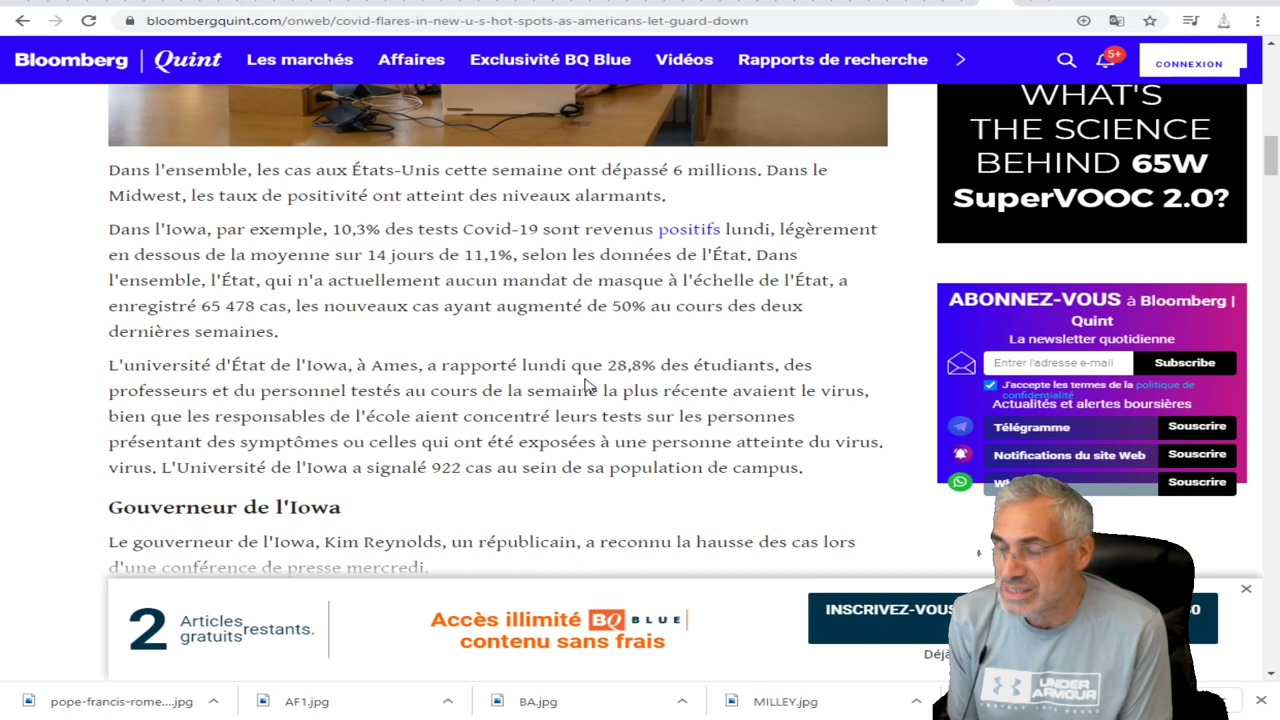 bloombergquint.com/onweb/covid-flares-in-new-u-s-hot-spots-as-americans-let-guard-down
Bloomberg | Quint Les marchés Affaires Exclusivité BQ Blue Vidéos Rapports de recherche 5+ CONNEXION
WHAT'S
THE SCIENCE
BEHIND 65W
SuperVOOC 2.0?
Dans l'ensemble, les cas aux États-Unis cette semaine ont dépassé 6 millions. Dans le
Midwest, les taux de positivité ont atteint des niveaux alarmants.
Dans l'Iowa, par exemple, 10,3% des tests Covid-19 sont revenus positifs lundi, légèrement
en dessous de la moyenne sur 14 jours de 11,1%, selon les données de l'État. Dans
l'ensemble, l'État, qui n'a actuellement aucun mandat de masque à l'échelle de l'État, a
enregistré 65 478 cas, les nouveaux cas ayant augmenté de 50% au cours des deux
dernières semaines.
L'université d'État de l'Iowa, à Ames, a rapporté lundi que 28,8% des étudiants, des
professeurs et du personnel testés au cours de la semaine la plus récente avaient le virus,
bien que les responsables de l'école aient concentré leurs tests sur les personnes
présentant des symptômes ou celles qui ont été exposées à une personne atteinte du virus.
virus. L'Université de l'Iowa a signalé 922 cas au sein de sa population de campus.
Gouverneur de l'Iowa
Le gouverneur de l'Iowa, Kim Reynolds, un républicain, a reconnu la hausse des cas lors
d'une conférence de presse mercredi.
ABONNEZ-VOUS à Bloomberg |
Quint
La newsletter quotidienne
Entrer l'adresse e-mail Subscribe
J'accepte les termes de la politique de
confidentialité
Actualités et alertes boursières
Télégramme Souscrire
Notifications du site Web Souscrire
Souscrire
2 Articles
gratuits restants.
Accès illimité BQ BLUE
contenu sans frais
INSCRIVEZ-VOUS
Déjà
pope-francis-rome-....jpg AF1.jpg BA.jpg MILLEY.jpg
UNDER
ARMOUR